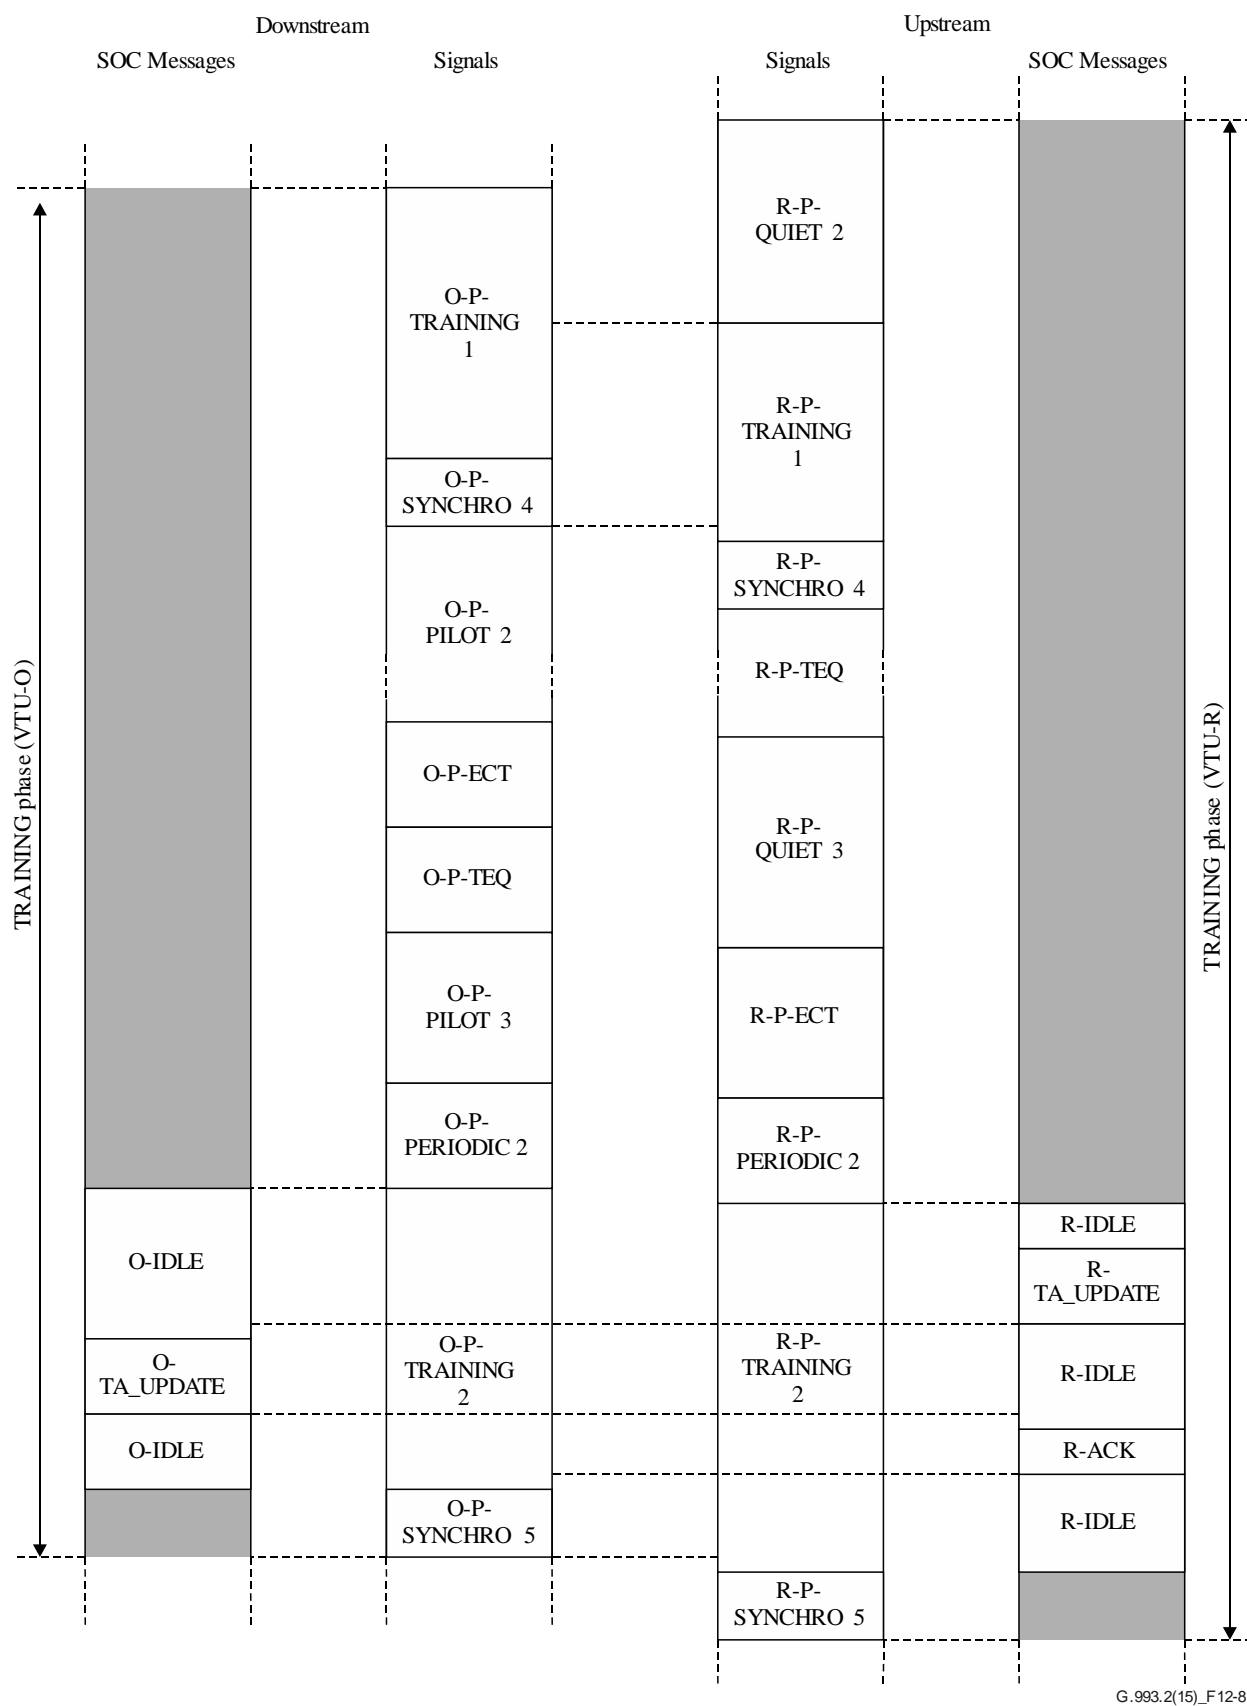 Downstream
Upstream
SOC Messages
Signals
Signals
SOC Messages
R-P-
QUIET 2
O-P-
TRAINING
1
R-P-
TRAINING
1
O-P-
SYNCHRO 4
R-P-
SYNCHRO 4
O-P-
PILOT 2
R-P-TEQ
TRAINING phase (VTU-O)
TRAINING phase (VTU-R)
O-P-ECT
R-P-
QUIET 3
O-P-TEQ
O-P-
PILOT 3
R-P-ECT
O-P-
PERIODIC 2
R-P-
PERIODIC 2
R-IDLE
O-IDLE
R-
TA_UPDATE
O-
TA_UPDATE
O-P-
TRAINING
2
R-P-
TRAINING
2
R-IDLE
O-IDLE
R-ACK
O-P-
SYNCHRO 5
R-IDLE
R-P-
SYNCHRO 5
G.993.2(15)_F12-8